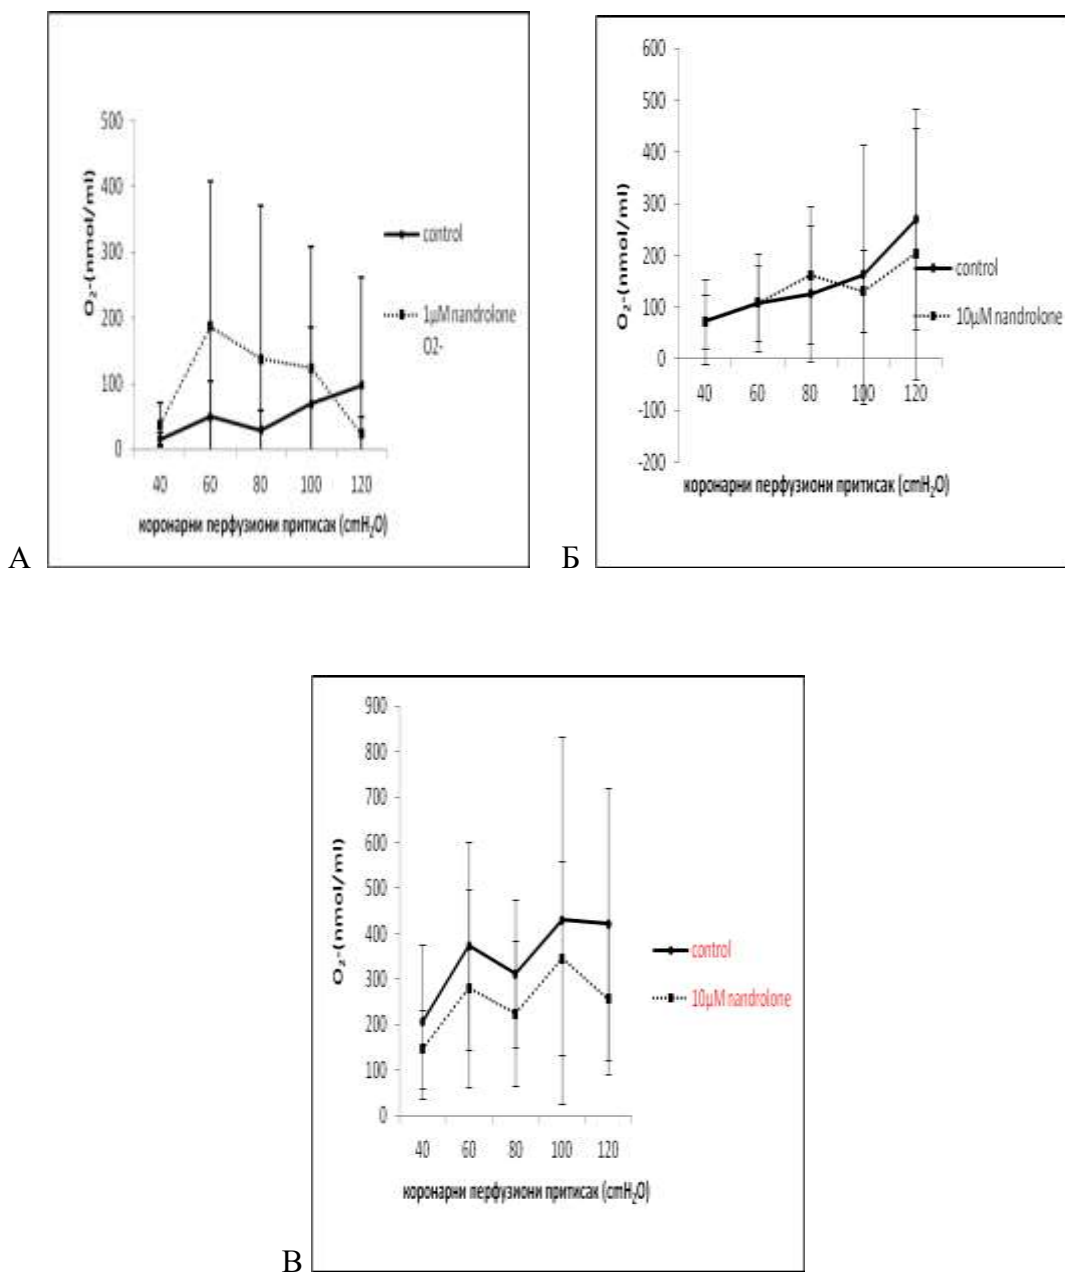 500
400
300
200
100
0
O₂-(nmol/ml)
40 60 80 100 120
коронарни перфузиони притисак (cmH₂O)
control
1µM nandrolone
O2-
А
600
500
400
300
200
100
0
-100
-200
O₂-(nmol/ml)
40 60 80 100 120
коронарни перфузиони притисак (cmH₂O)
control
10µM nandrolone
Б
900
800
700
600
500
400
300
200
100
0
O₂-(nmol/ml)
40 60 80 100 120
коронарни перфузиони притисак (cmH₂O)
control
10µM nandrolone
В